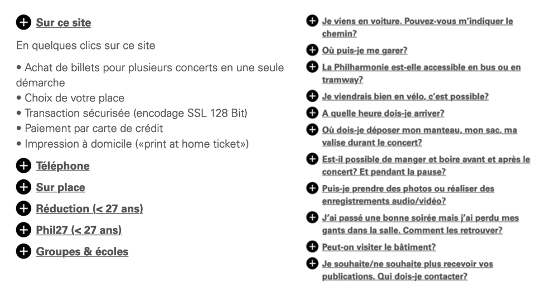 Sur ce site
En quelques clics sur ce site
• Achat de billets pour plusieurs concerts en une seule
démarche
• Choix de votre place
• Transaction sécurisée (encodage SSL 128 Bit)
• Paiement par carte de crédit
• Impression à domicile («print at home ticket»)
Téléphone
Sur place
Réduction (< 27 ans)
Phil27 (< 27 ans)
Groupes & écoles
Je viens en voiture. Pouvez-vous m’indiquer le
chemin?
Où puis-je me garer?
La Philharmonie est-elle accessible en bus ou en
tramway?
Je viendrais bien en vélo, c’est possible?
A quelle heure dois-je arriver?
Où dois-je déposer mon manteau, mon sac, ma
valise durant le concert?
Est-il possible de manger et boire avant et après le
concert? Et pendant la pause?
Puis-je prendre des photos ou réaliser des
enregistrements audio/vidéo?
J’ai passé une bonne soirée mais j’ai perdu mes
gants dans la salle. Comment les retrouver?
Peut-on visiter le bâtiment?
Je souhaite/ne souhaite plus recevoir vos
publications. Qui dois-je contacter?